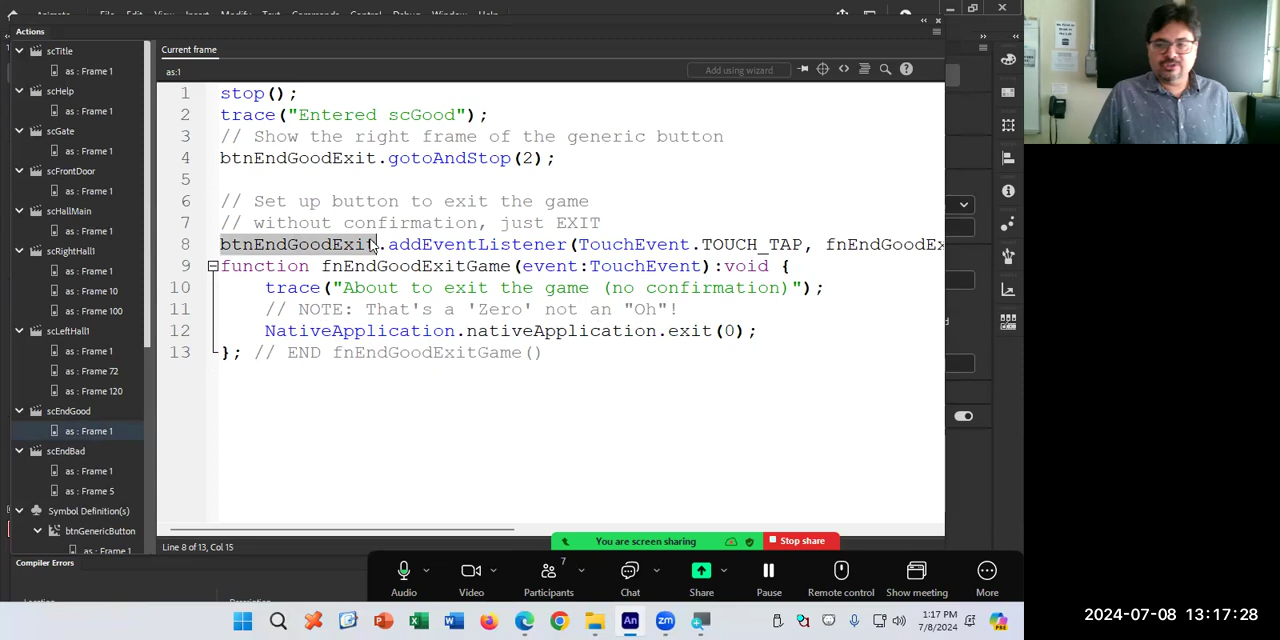 Animate File Edit View Insert Modify Text Commands Control Debug Window Help
Actions
Current frame
as:1
Add using wizard
scTitle
as : Frame 1
scHelp
as : Frame 1
scGate
as : Frame 1
scFrontDoor
as : Frame 1
scHallMain
as : Frame 1
scRightHall1
as : Frame 1
as : Frame 10
as : Frame 100
scLeftHall1
as : Frame 1
as : Frame 72
as : Frame 120
scEndGood
as : Frame 1
scEndBad
as : Frame 1
as : Frame 5
Symbol Definition(s)
btnGenericButton
as : Frame 1
1 stop();
2 trace("Entered scGood");
3 // Show the right frame of the generic button
4 btnEndGoodExit.gotoAndStop(2);
5
6 // Set up button to exit the game
7 // without confirmation, just EXIT
8 btnEndGoodExit.addEventListener(TouchEvent.TOUCH_TAP, fnEndGoodEx
9 function fnEndGoodExitGame(event:TouchEvent):void {
10 trace("About to exit the game (no confirmation)");
11 // NOTE: That's a 'Zero' not an "Oh"!
12 NativeApplication.nativeApplication.exit(0);
13 }; // END fnEndGoodExitGame()
Line 8 of 13, Col 15
Compiler Errors
You are screen sharing
Stop share
7
Audio Video Participants Chat Share Pause Remote control Show meeting More
1:17 PM
7/8/2024
2024-07-08 13:17:28